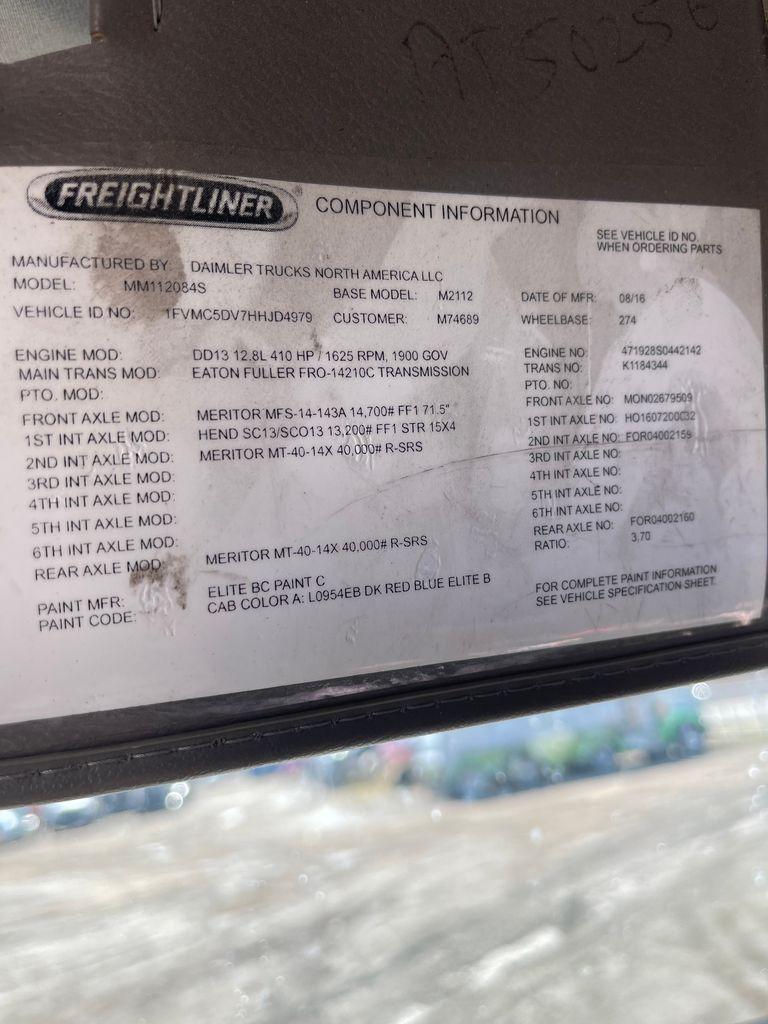 AT50256
FREIGHTLINER COMPONENT INFORMATION
SEE VEHICLE ID NO.
WHEN ORDERING PARTS
MANUFACTURED BY: DAIMLER TRUCKS NORTH AMERICA LLC
MODEL: MM112084S BASE MODEL: M2112 DATE OF MFR: 08/16
VEHICLE ID NO: 1FVMC5DV7HHJD4979 CUSTOMER: M74689 WHEELBASE: 274
ENGINE MOD: DD13 12.8L 410 HP / 1625 RPM, 1900 GOV ENGINE NO: 471928S0442142
MAIN TRANS MOD: EATON FULLER FRO-14210C TRANSMISSION TRANS NO: K1184344
PTO. MOD: PTO. NO:
FRONT AXLE MOD: MERITOR MFS-14-143A 14,700# FF1 71.5" FRONT AXLE NO: MON02679509
1ST INT AXLE MOD: HEND SC13/SCO13 13,200# FF1 STR 15X4 1ST INT AXLE NO: HO1607200C32
2ND INT AXLE MOD: MERITOR MT-40-14X 40,000# R-SRS 2ND INT AXLE NO: FOR04002159
3RD INT AXLE MOD: 3RD INT AXLE NO:
4TH INT AXLE MOD: 4TH INT AXLE NO:
5TH INT AXLE MOD: 5TH INT AXLE NO:
6TH INT AXLE MOD: 6TH INT AXLE NO:
REAR AXLE MOD: MERITOR MT-40-14X 40,000# R-SRS REAR AXLE NO: FOR04002160
RATIO: 3.70
PAINT MFR: ELITE BC PAINT C
PAINT CODE: CAB COLOR A: L0954EB DK RED BLUE ELITE B
FOR COMPLETE PAINT INFORMATION
SEE VEHICLE SPECIFICATION SHEET.